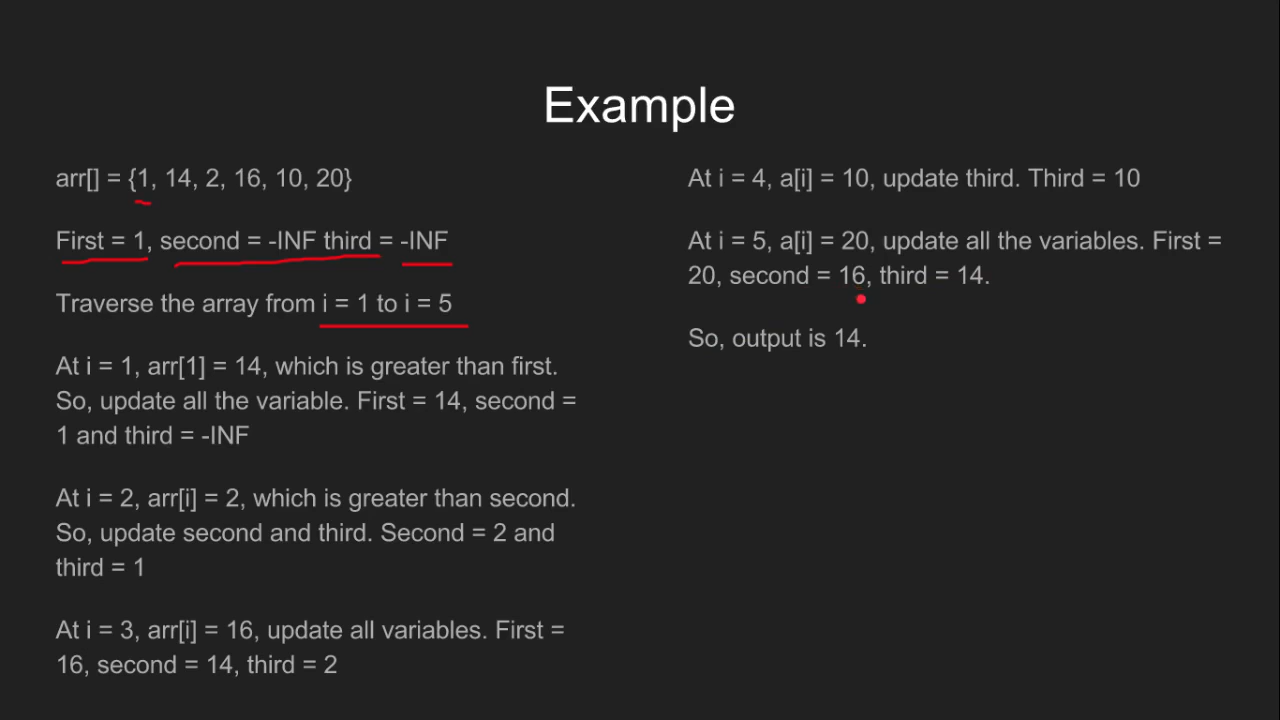 Example
arr[] = {1, 14, 2, 16, 10, 20}
First = 1, second = -INF third = -INF
Traverse the array from i = 1 to i = 5
At i = 1, arr[1] = 14, which is greater than first.
So, update all the variable. First = 14, second =
1 and third = -INF
At i = 2, arr[i] = 2, which is greater than second.
So, update second and third. Second = 2 and
third = 1
At i = 3, arr[i] = 16, update all variables. First =
16, second = 14, third = 2
At i = 4, a[i] = 10, update third. Third = 10
At i = 5, a[i] = 20, update all the variables. First =
20, second = 16, third = 14.
So, output is 14.